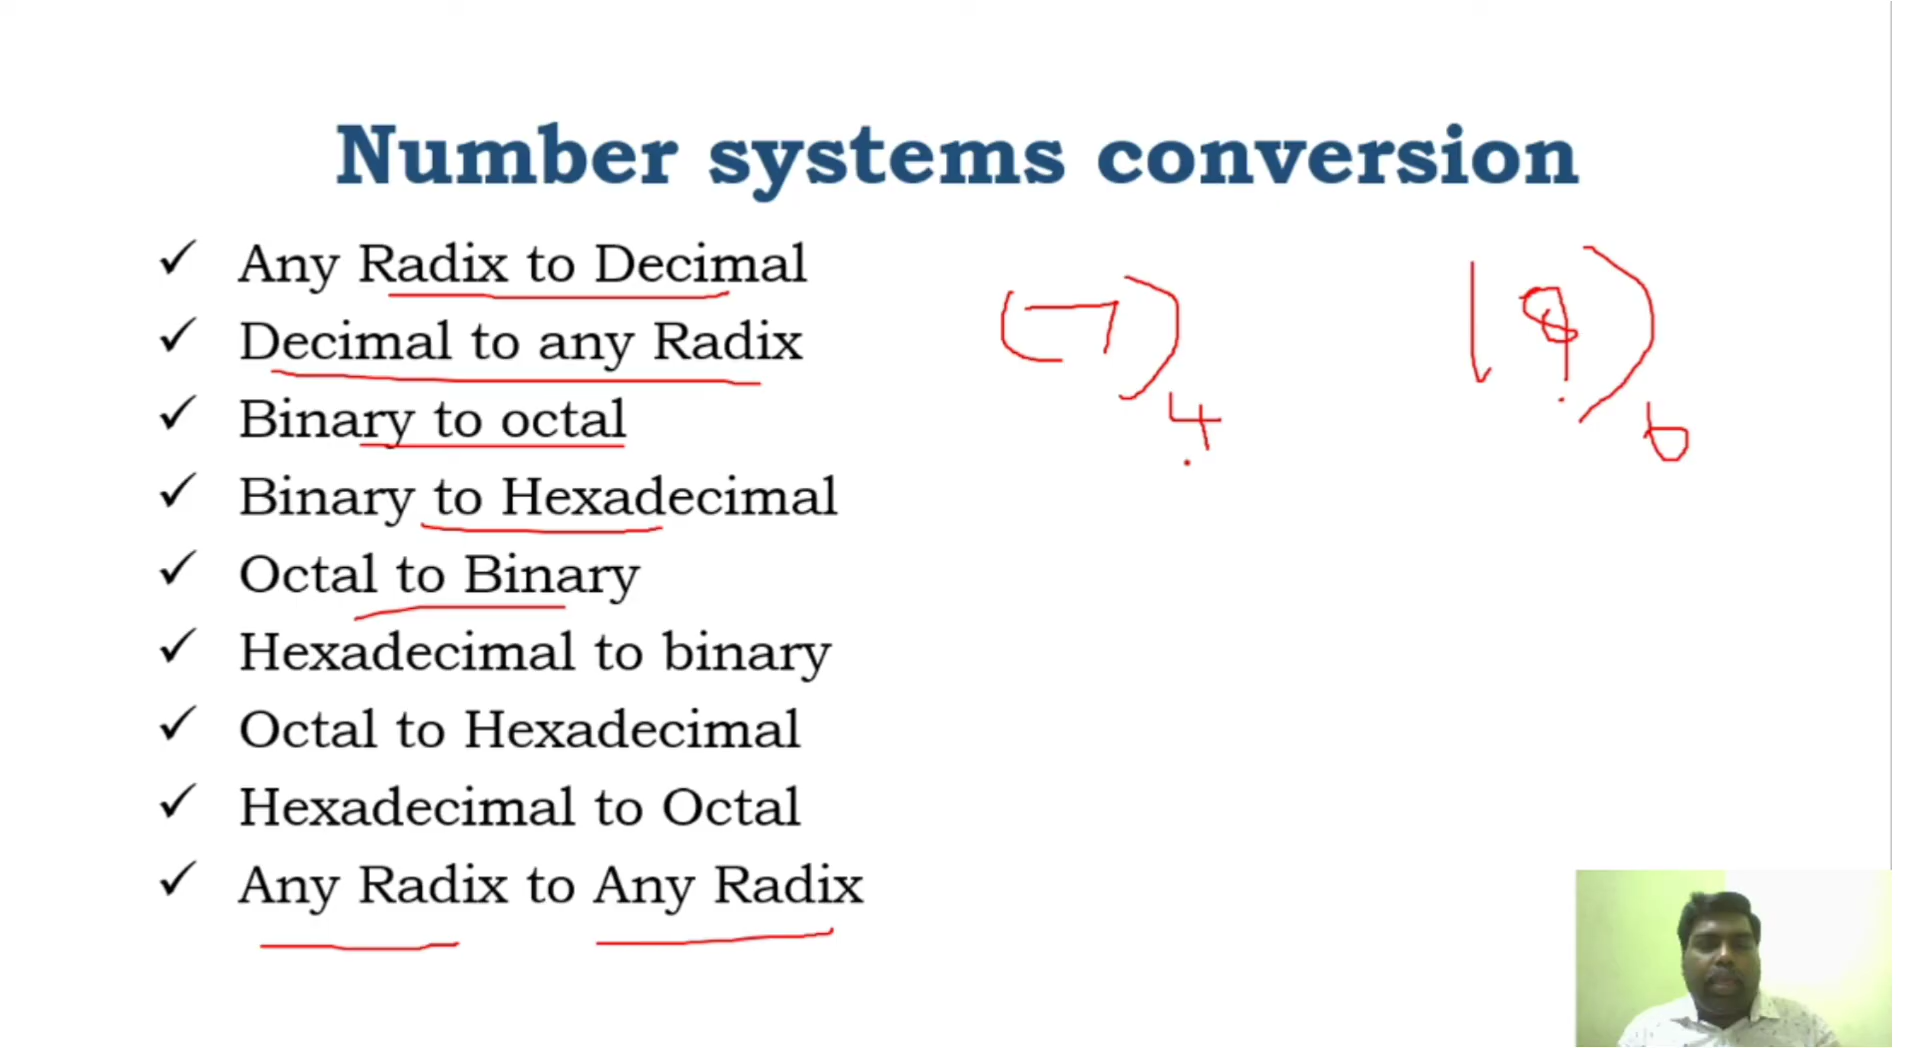 Number systems conversion
✓ Any Radix to Decimal
✓ Decimal to any Radix
✓ Binary to octal
✓ Binary to Hexadecimal
✓ Octal to Binary
✓ Hexadecimal to binary
✓ Octal to Hexadecimal
✓ Hexadecimal to Octal
✓ Any Radix to Any Radix
4
6